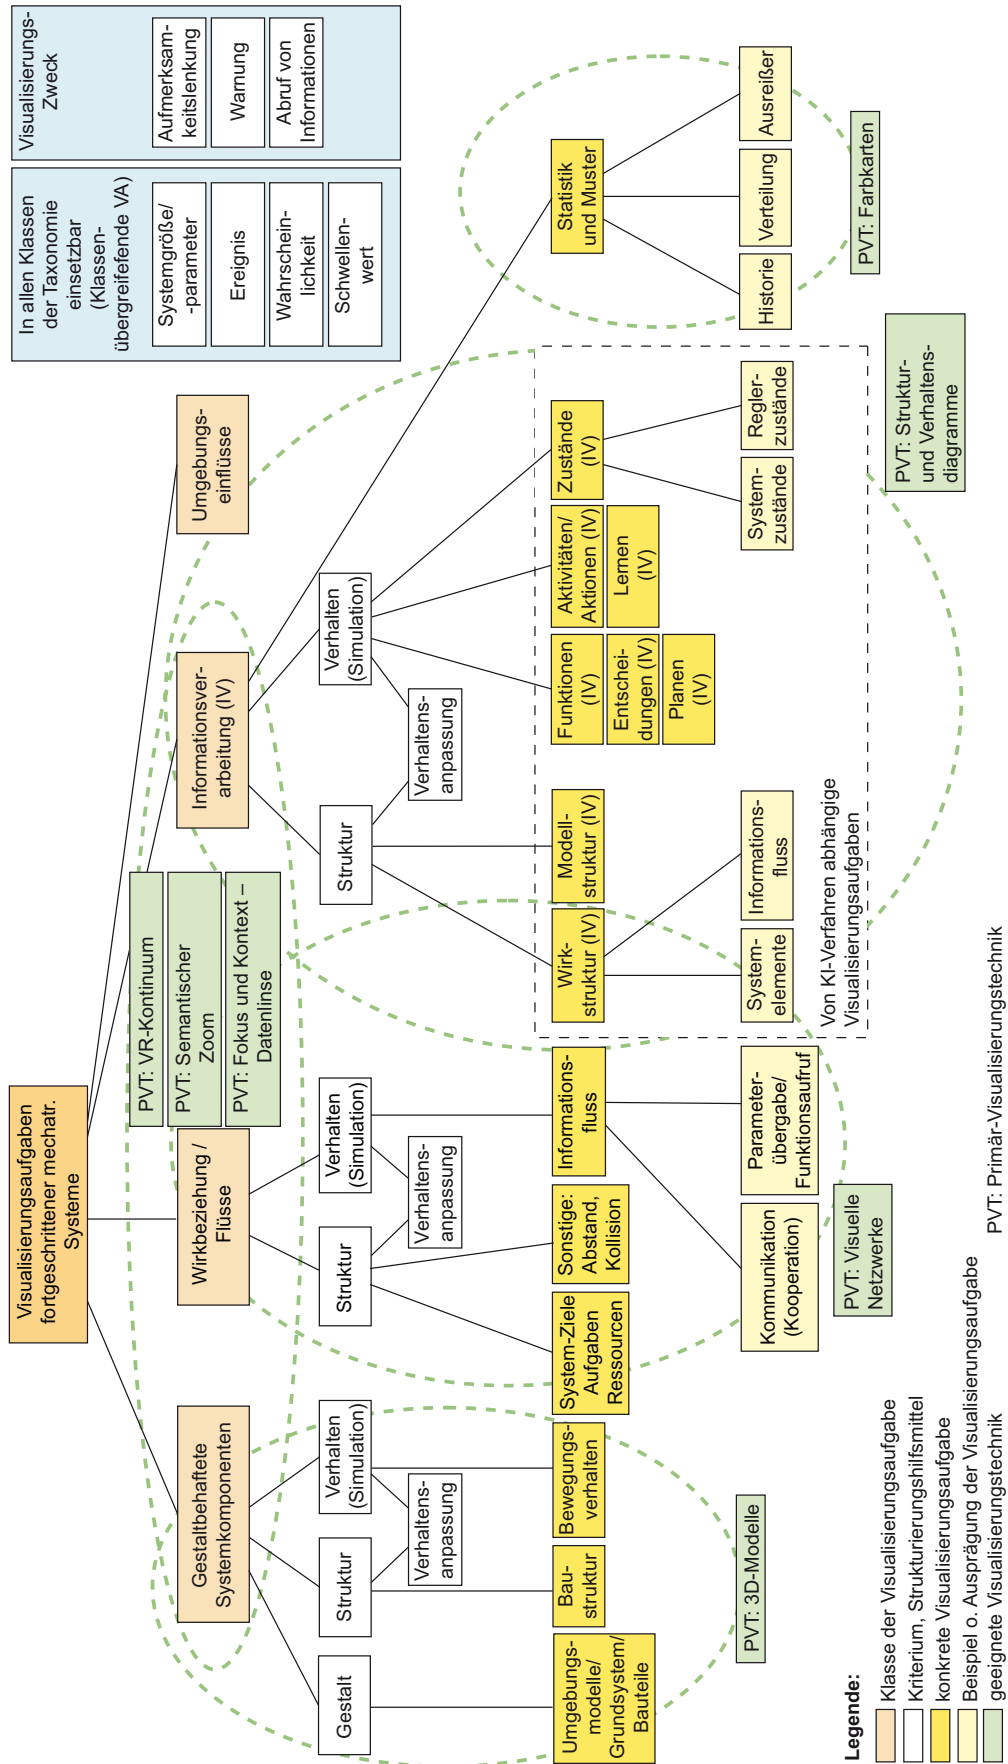 Visualisierungsaufgaben
fortgeschrittener mechatr.
Systeme
In allen Klassen
der Taxonomie
einsetzbar
(Klassen-
übergreifefende VA)
Systemgröße/
-parameter
Ereignis
Wahrschein-
lichkeit
Schwellen-
wert
Visualisierungs-
Zweck
Aufmerksam-
keitslenkung
Warnung
Abruf von
Informationen
PVT: VR-Kontinuum
PVT: Semantischer
Zoom
PVT: Fokus und Kontext –
Datenlinse
Gestaltbehaftete
Systemkomponenten
Wirkbeziehung /
Flüsse
Informationsver-
arbeitung (IV)
Umgebungs-
einflüsse
Gestalt
Struktur
Verhalten
(Simulation)
Verhaltens-
anpassung
Struktur
Verhalten
(Simulation)
Verhaltens-
anpassung
Struktur
Verhalten
(Simulation)
Verhaltens-
anpassung
Umgebungs-
modelle/
Grundsystem/
Bauteile
Bau-
struktur
Bewegungs-
verhalten
System-Ziele
Aufgaben
Ressourcen
Sonstige:
Abstand,
Kollision
Informations-
fluss
Wirk-
struktur (IV)
Modell-
struktur (IV)
Funktionen
(IV)
Entschei-
dungen (IV)
Planen
(IV)
Aktivitäten/
Aktionen (IV)
Lernen
(IV)
Zustände
(IV)
Statistik
und Muster
Kommunikation
(Kooperation)
Parameter-
übergabe/
Funktionsaufruf
System-
elemente
Informations-
fluss
System-
zustände
Regler-
zustände
Historie
Verteilung
Ausreißer
Von KI-Verfahren abhängige
Visualisierungsaufgaben
PVT: 3D-Modelle
PVT: Visuelle
Netzwerke
PVT: Struktur-
und Verhaltens-
diagramme
PVT: Farbkarten
Legende:
Klasse der Visualisierungsaufgabe
Kriterium, Strukturierungshilfsmittel
konkrete Visualisierungsaufgabe
Beispiel o. Ausprägung der Visualisierungsaufgabe
geeignete Visualisierungstechnik
PVT: Primär-Visualisierungstechnik